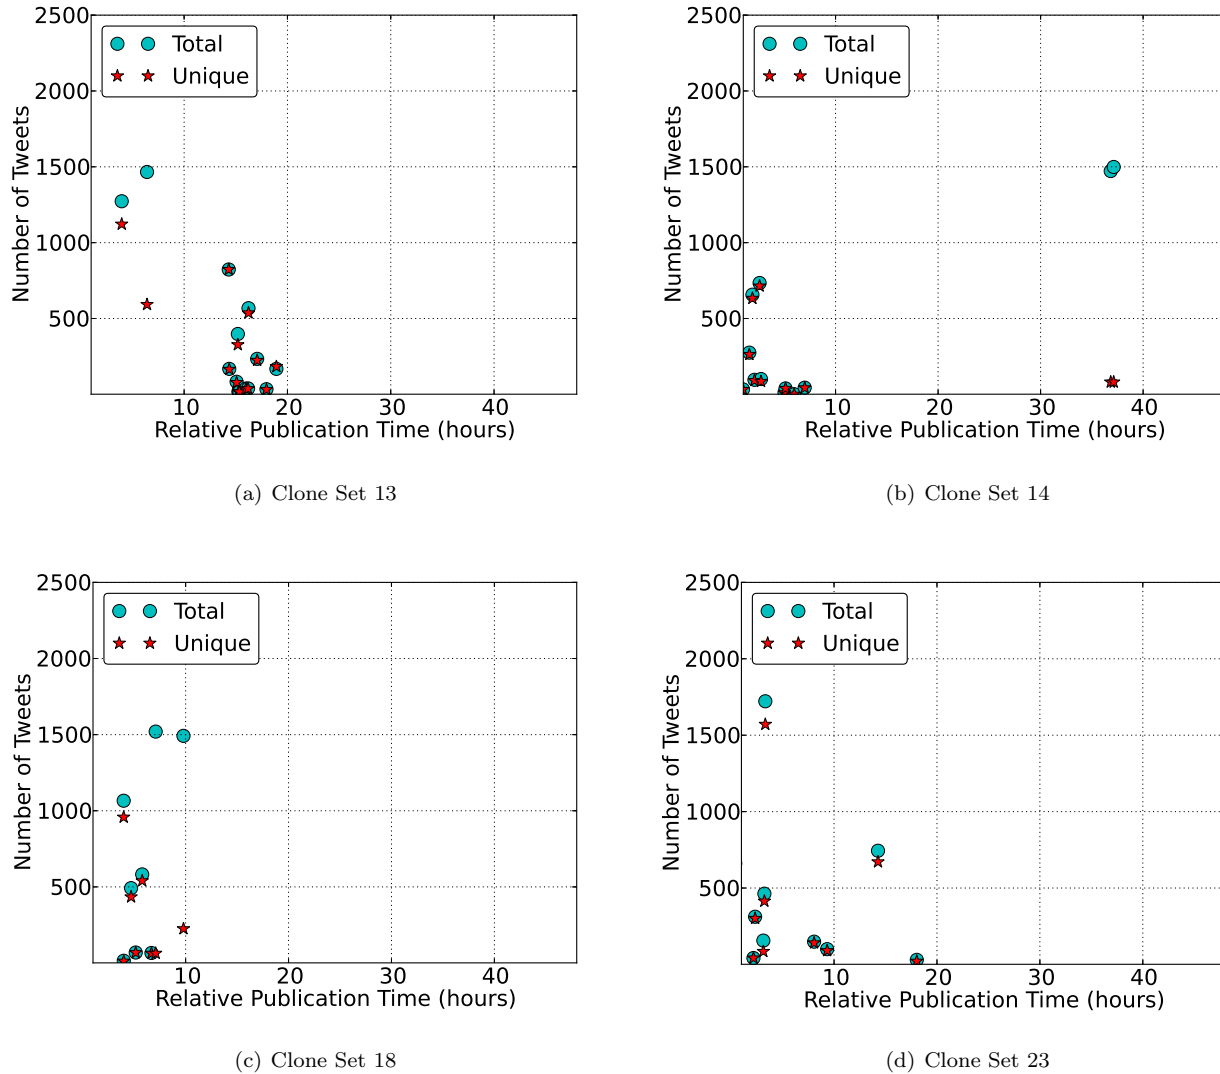 2500
2000
1500
1000
500
Number of Tweets
Total
Unique
10 20 30 40
Relative Publication Time (hours)
(a) Clone Set 13
2500
2000
1500
1000
500
Number of Tweets
Total
Unique
10 20 30 40
Relative Publication Time (hours)
(b) Clone Set 14
2500
2000
1500
1000
500
Number of Tweets
Total
Unique
10 20 30 40
Relative Publication Time (hours)
(c) Clone Set 18
2500
2000
1500
1000
500
Number of Tweets
Total
Unique
10 20 30 40
Relative Publication Time (hours)
(d) Clone Set 23